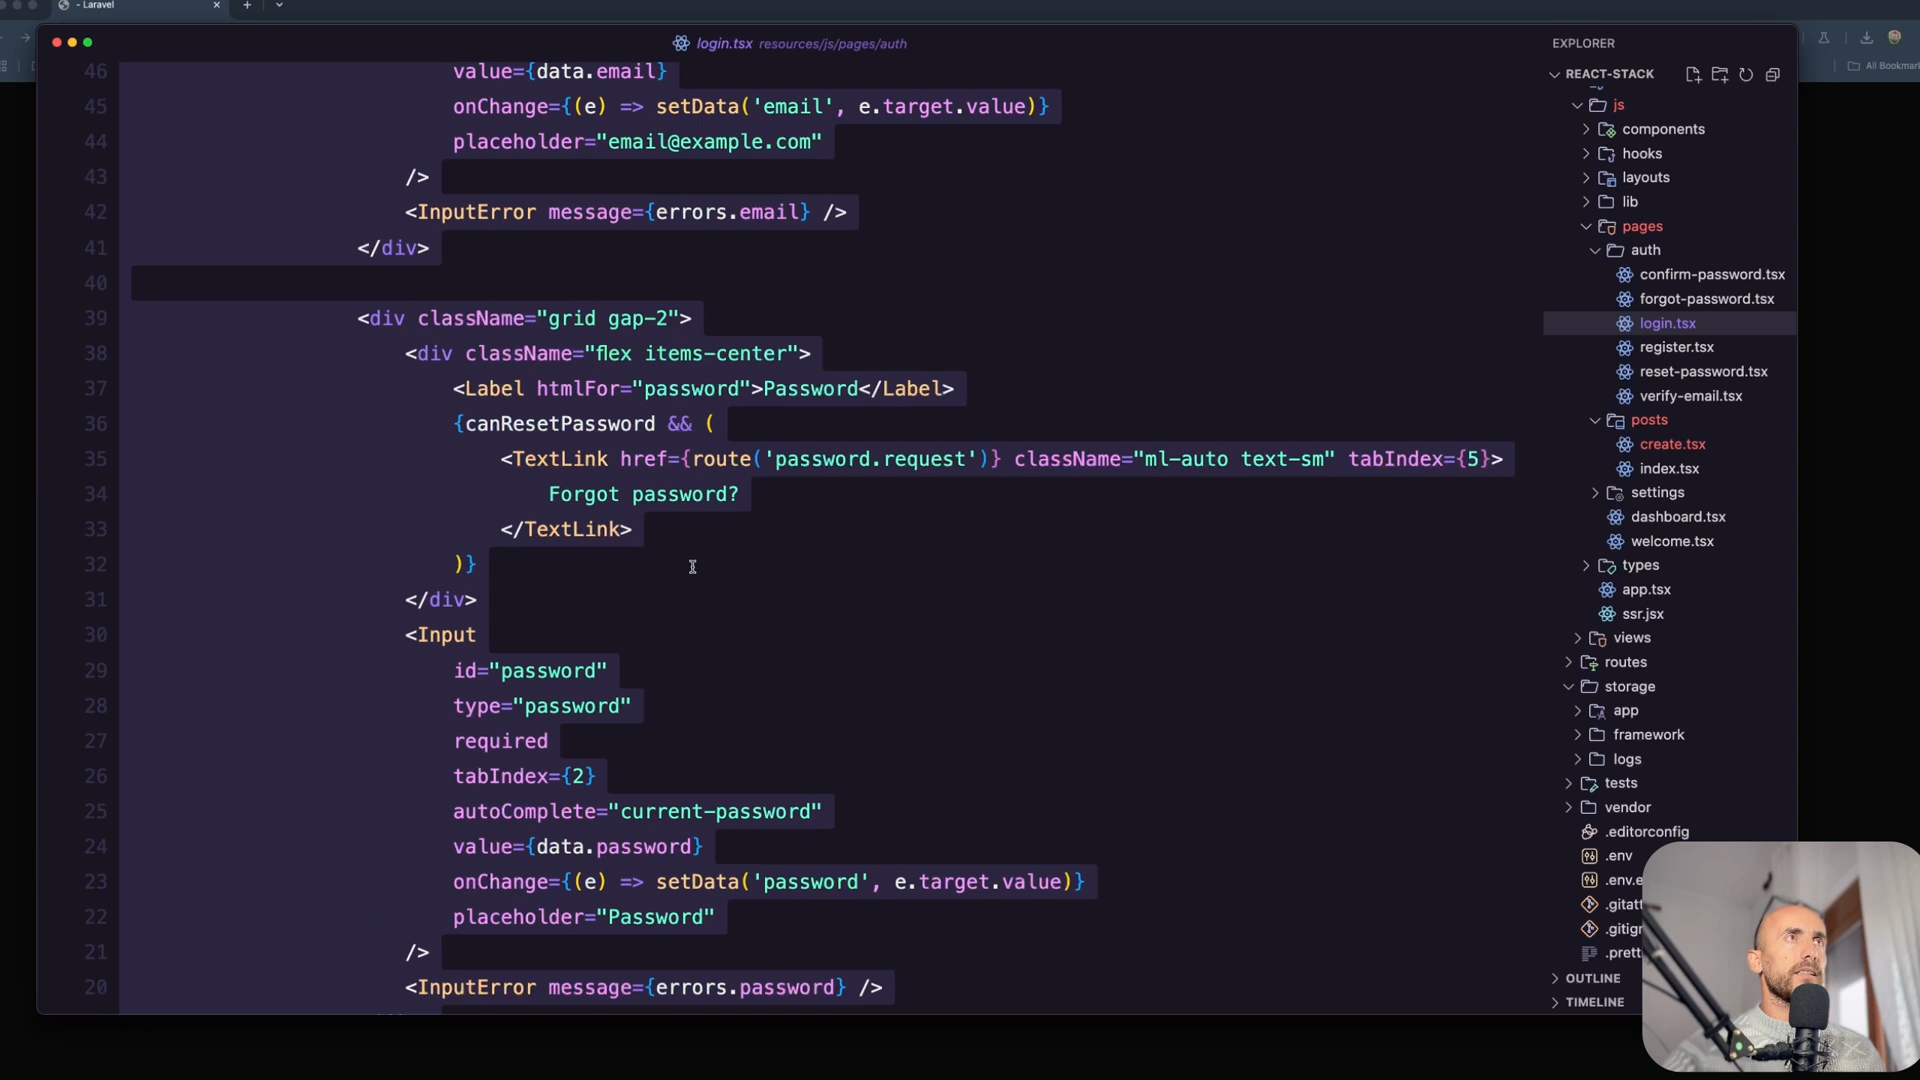 - Laravel
login.tsx resources/js/pages/auth
All Bookmark
46 value={data.email}
45 onChange={(e) => setData('email', e.target.value)}
44 placeholder="email@example.com"
43 />
42 <InputError message={errors.email} />
41 </div>
40
39 <div className="grid gap-2">
38 <div className="flex items-center">
37 <Label htmlFor="password">Password</Label>
36 {canResetPassword && (
35 <TextLink href={route('password.request')} className="ml-auto text-sm" tabIndex={5}>
34 Forgot password?
33 </TextLink>
32 )}
31 </div>
30 <Input
29 id="password"
28 type="password"
27 required
26 tabIndex={2}
25 autoComplete="current-password"
24 value={data.password}
23 onChange={(e) => setData('password', e.target.value)}
22 placeholder="Password"
21 />
20 <InputError message={errors.password} />
EXPLORER
REACT-STACK
js
components
hooks
layouts
lib
pages
auth
confirm-password.tsx
forgot-password.tsx
login.tsx
register.tsx
reset-password.tsx
verify-email.tsx
posts
create.tsx
index.tsx
settings
dashboard.tsx
welcome.tsx
types
app.tsx
ssr.jsx
views
routes
storage
app
framework
logs
tests
vendor
.editorconfig
.env
.env.e
.gitatt
.gitign
.prett
OUTLINE
TIMELINE